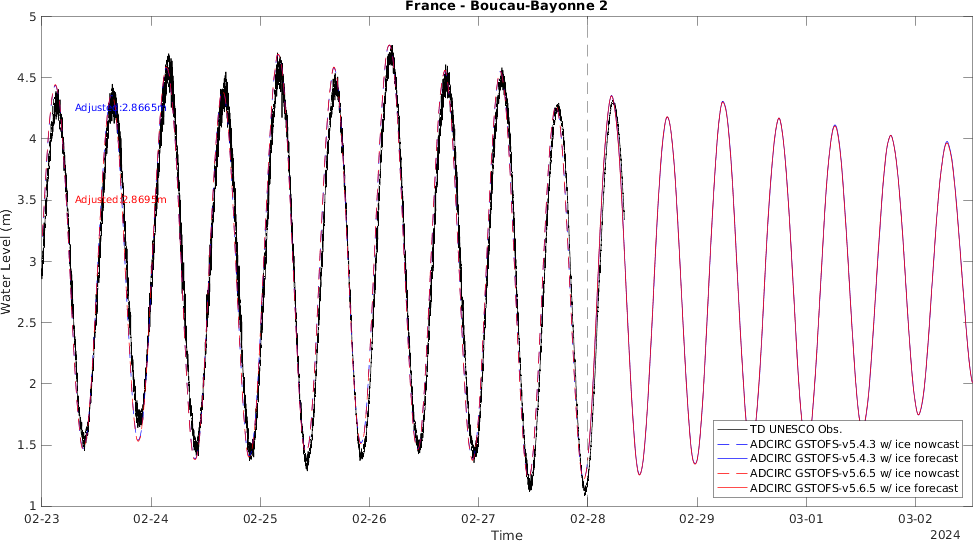 France - Boucau-Bayonne 2
5
4.5
4
3.5
3
2.5
2
1.5
1
Water Level (m)
Adjusted:2.8665m
Adjusted:2.8695m
TD UNESCO Obs.
ADCIRC GSTOFS-v5.4.3 w/ ice nowcast
ADCIRC GSTOFS-v5.4.3 w/ ice forecast
ADCIRC GSTOFS-v5.6.5 w/ ice nowcast
ADCIRC GSTOFS-v5.6.5 w/ ice forecast
02-23 02-24 02-25 02-26 02-27 02-28 02-29 03-01 03-02
Time
2024